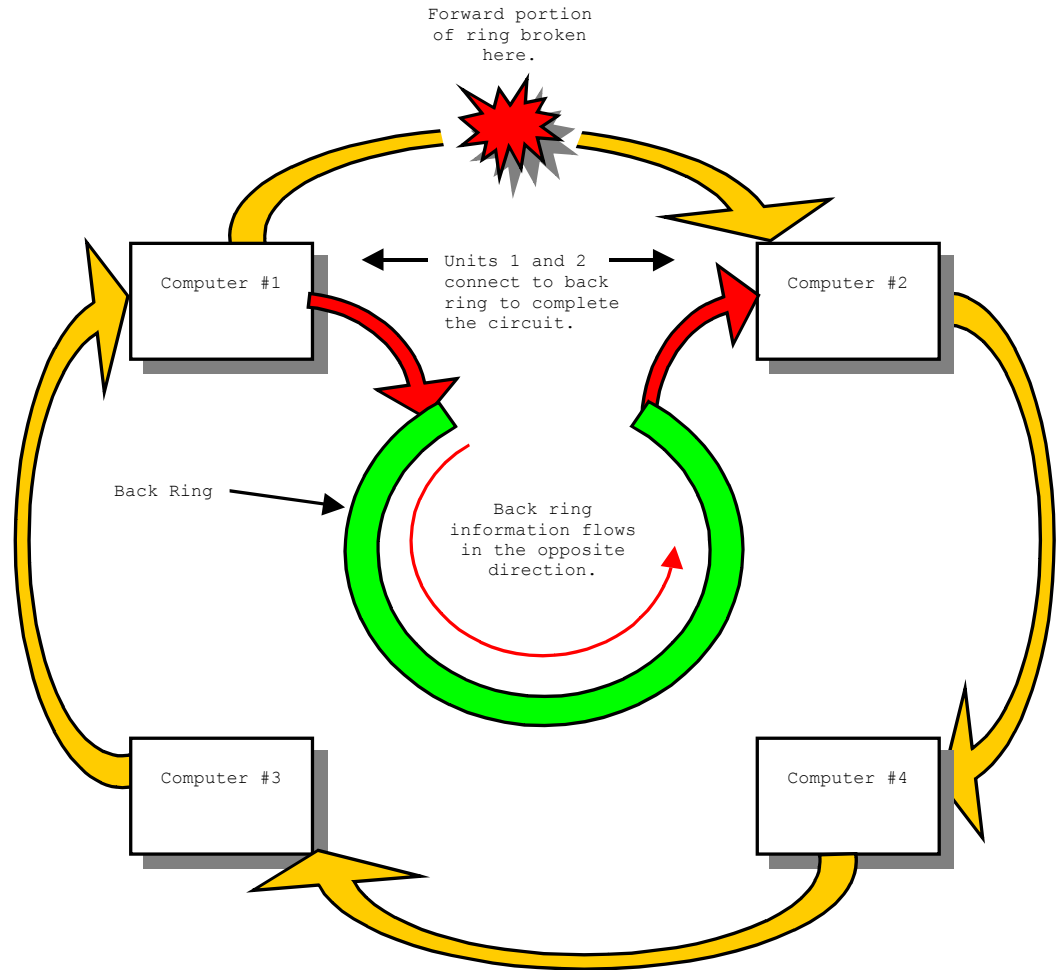 Forward portion
of ring broken
here.
Computer #1
Units 1 and 2
connect to back
ring to complete
the circuit.
Computer #2
Back Ring
Back ring
information flows
in the opposite
direction.
Computer #3
Computer #4